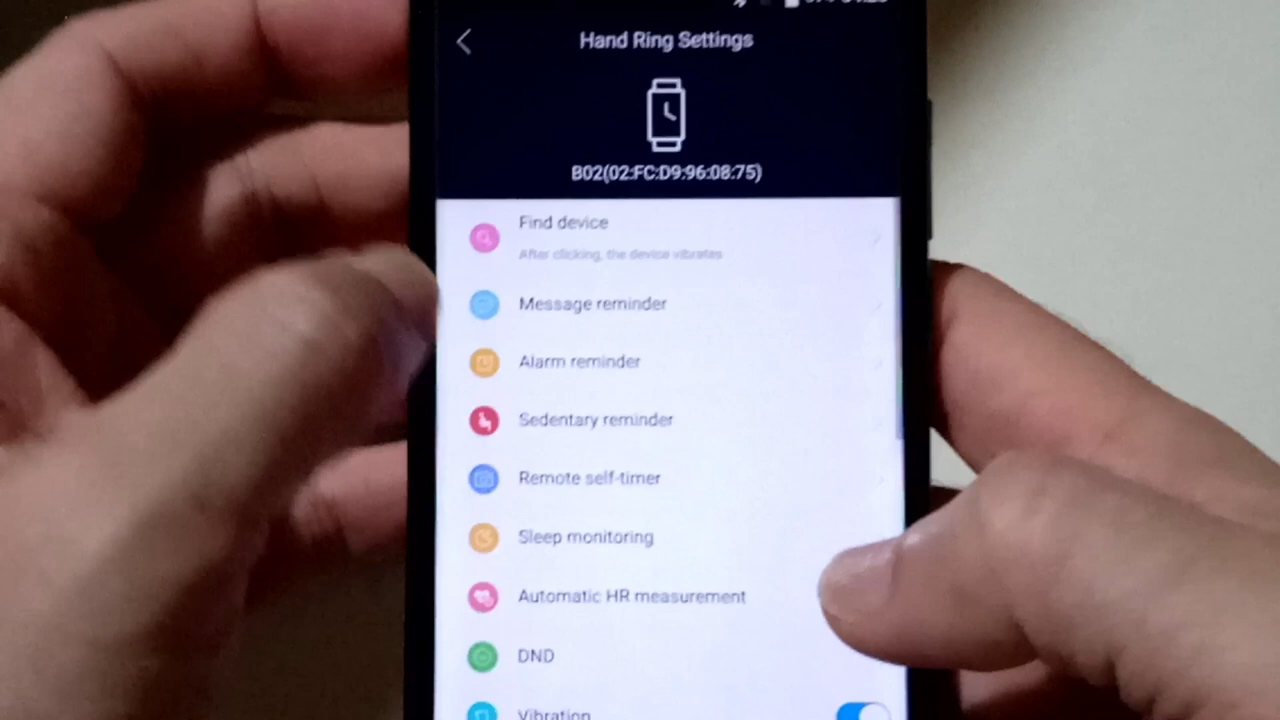 Hand Ring Settings
B02(02:FC:D9:96:08:75)
Find device
After clicking, the device vibrates
Message reminder
Alarm reminder
Sedentary reminder
Remote self-timer
Sleep monitoring
Automatic HR measurement
DND
Vibration